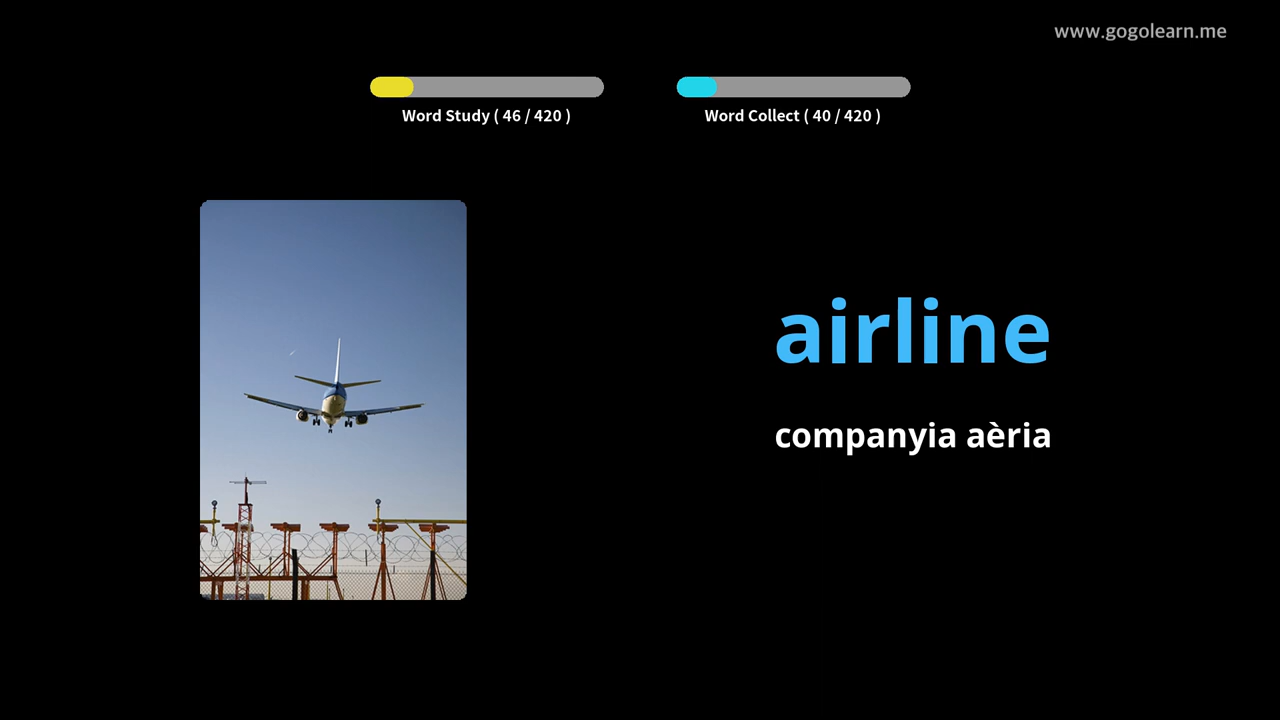 www.gogolearn.me
Word Study ( 46 / 420 )
Word Collect ( 40 / 420 )
airline
companyia aèria